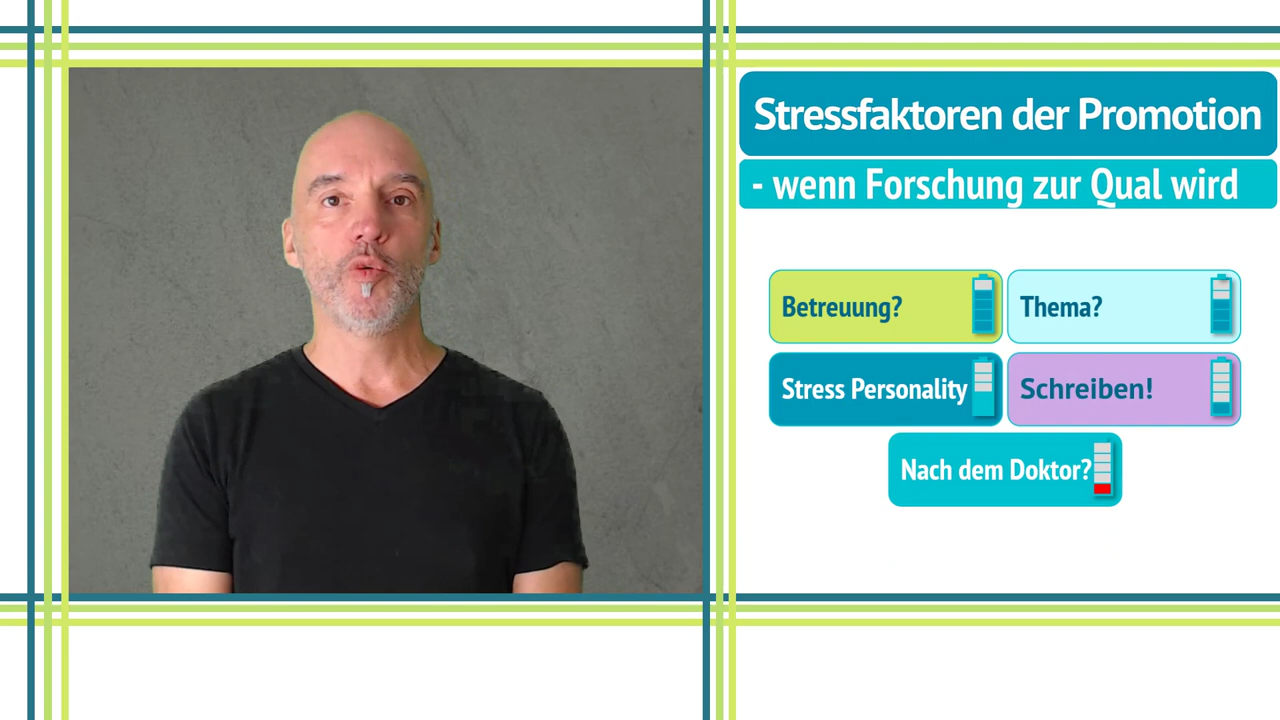 Stressfaktoren der Promotion
- wenn Forschung zur Qual wird
Betreuung?
Thema?
Stress Personality
Schreiben!
Nach dem Doktor?